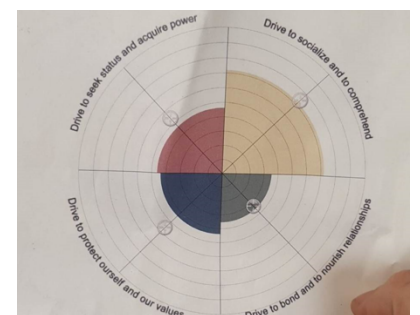 Drive to seek status and acquire power
Drive to socialize and to comprehend
Drive to protect ourself and our values
Drive to bond and to nourish relationships